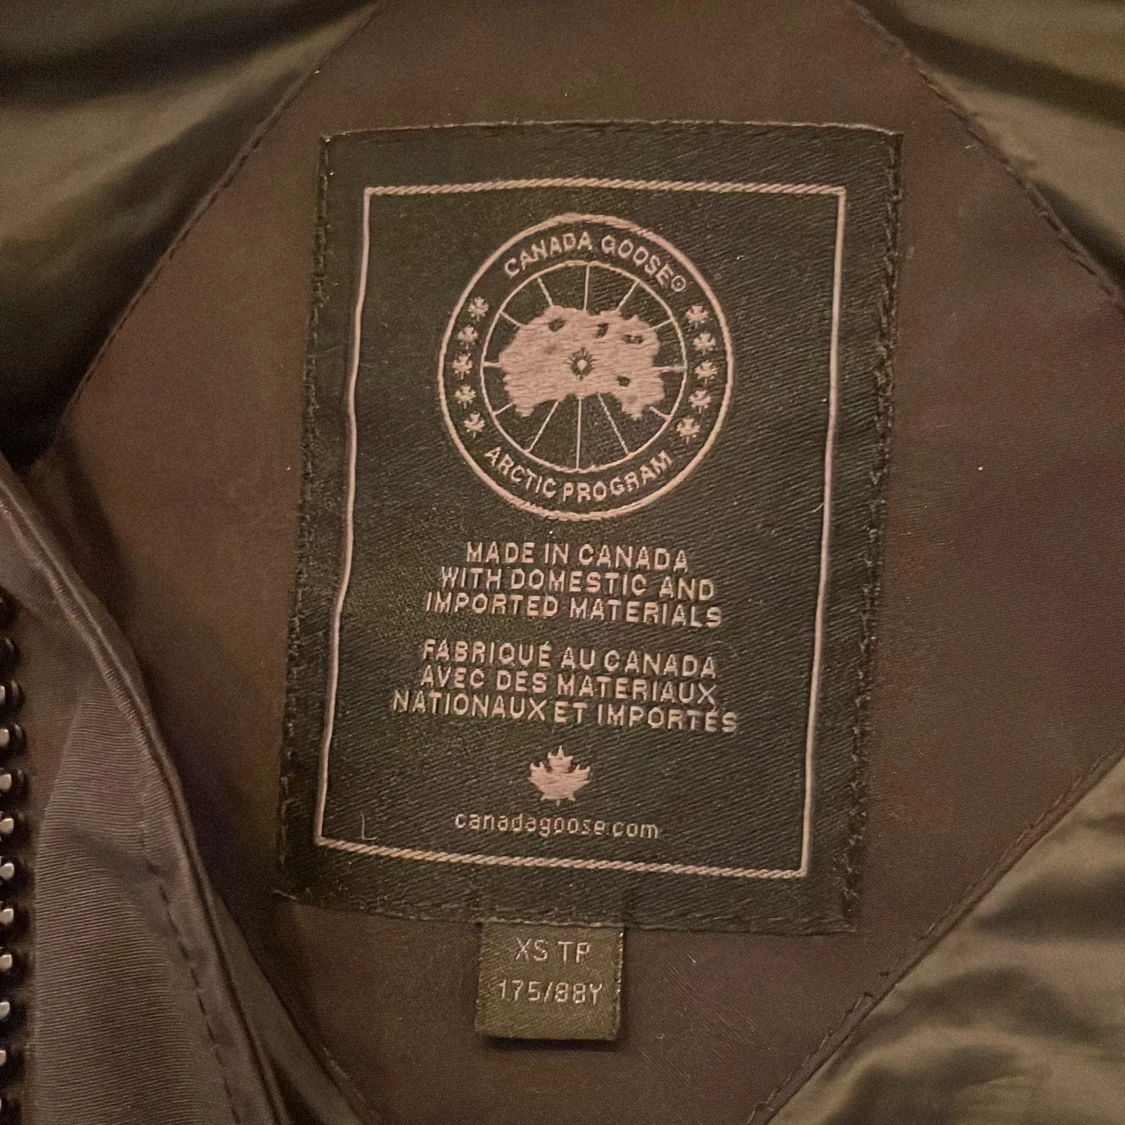 CANADA GOOSE®
ARCTIC PROGRAM
MADE IN CANADA
WITH DOMESTIC AND
IMPORTED MATERIALS
FABRIQUÉ AU CANADA
AVEC DES MATERIAUX
NATIONAUX ET IMPORTÉS
canadagoose.com
XS TP
175/88Y